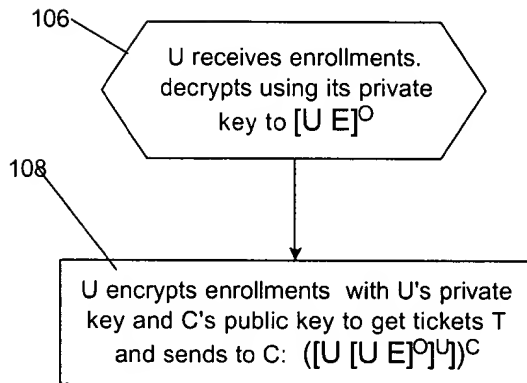 106
U receives enrollments.
decrypts using its private
key to [U E]^O
108
U encrypts enrollments with U's private
key and C's public key to get tickets T
and sends to C: ([U [U E]^O]^U])^C